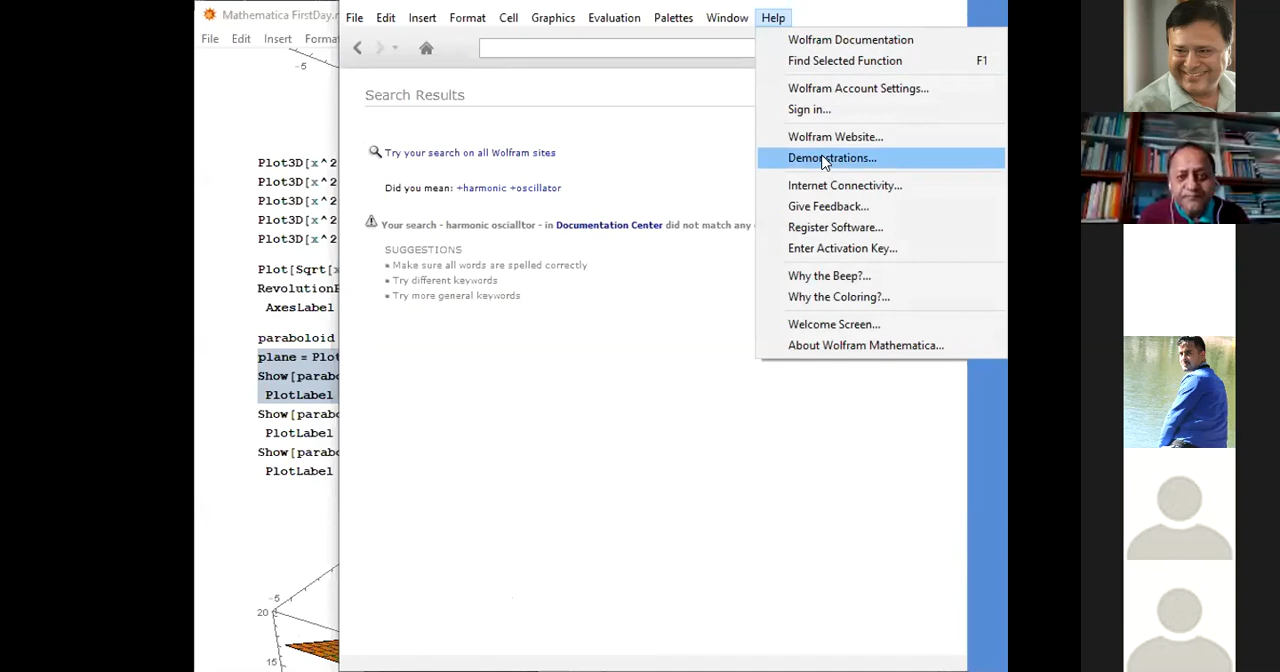 Mathematica FirstDay.n
File Edit Insert Forma
-5
Plot3D[x^2
Plot3D[x^2
Plot3D[x^2
Plot3D[x^2
Plot3D[x^2
Plot[Sqrt[x
RevolutionP
AxesLabel
paraboloid
plane = Plot
Show[parabo
PlotLabel
Show[parabo
PlotLabel
Show[parabo
PlotLabel
-5
20
15
File Edit Insert Format Cell Graphics Evaluation Palettes Window Help
Search Results
Try your search on all Wolfram sites
Did you mean: +harmonic +oscillator
Your search - harmonic oscialltor - in Documentation Center did not match any
SUGGESTIONS
▪ Make sure all words are spelled correctly
▪ Try different keywords
▪ Try more general keywords
Wolfram Documentation
Find Selected Function F1
Wolfram Account Settings...
Sign in...
Wolfram Website...
Demonstrations...
Internet Connectivity...
Give Feedback...
Register Software...
Enter Activation Key...
Why the Beep?...
Why the Coloring?...
Welcome Screen...
About Wolfram Mathematica...